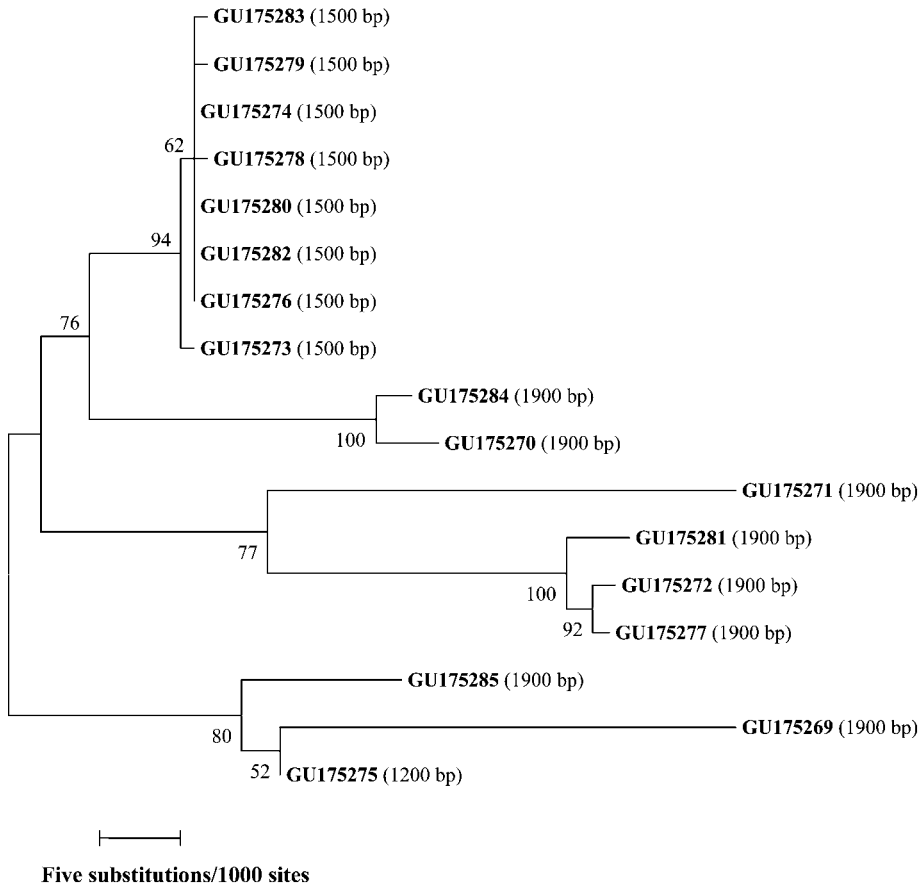 GU175283 (1500 bp)
GU175279 (1500 bp)
GU175274 (1500 bp)
62
GU175278 (1500 bp)
GU175280 (1500 bp)
94
GU175282 (1500 bp)
GU175276 (1500 bp)
76
GU175273 (1500 bp)
GU175284 (1900 bp)
100
GU175270 (1900 bp)
GU175271 (1900 bp)
GU175281 (1900 bp)
77
GU175272 (1900 bp)
100
GU175277 (1900 bp)
92
GU175285 (1900 bp)
GU175269 (1900 bp)
80
GU175275 (1200 bp)
52
Five substitutions/1000 sites